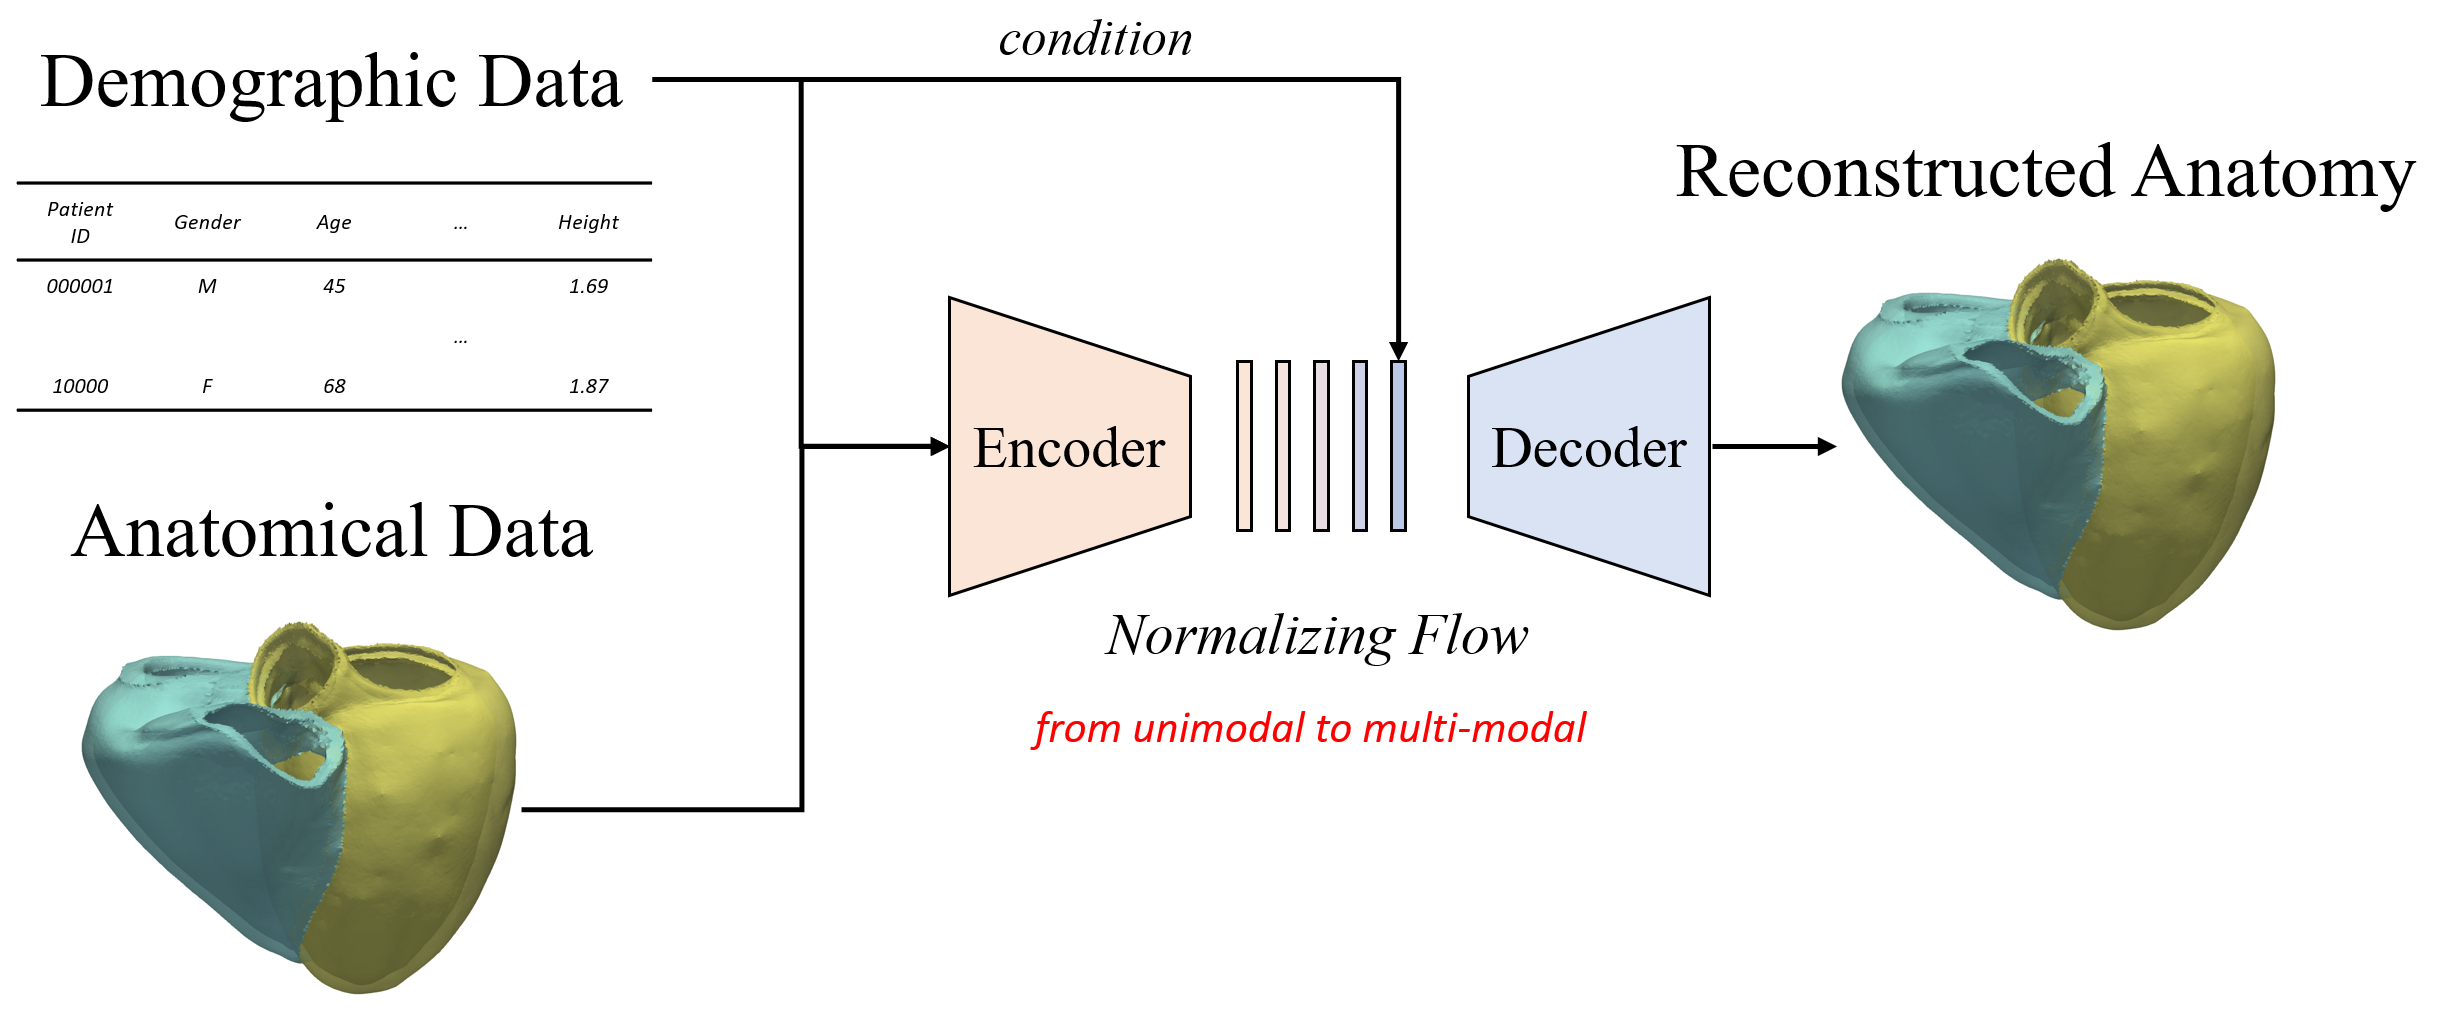 condition
Demographic Data
Reconstructed Anatomy
Patient ID Gender Age ... Height
000001 M 45 1.69
...
10000 F 68 1.87
Encoder
Decoder
Anatomical Data
Normalizing Flow
from unimodal to multi-modal